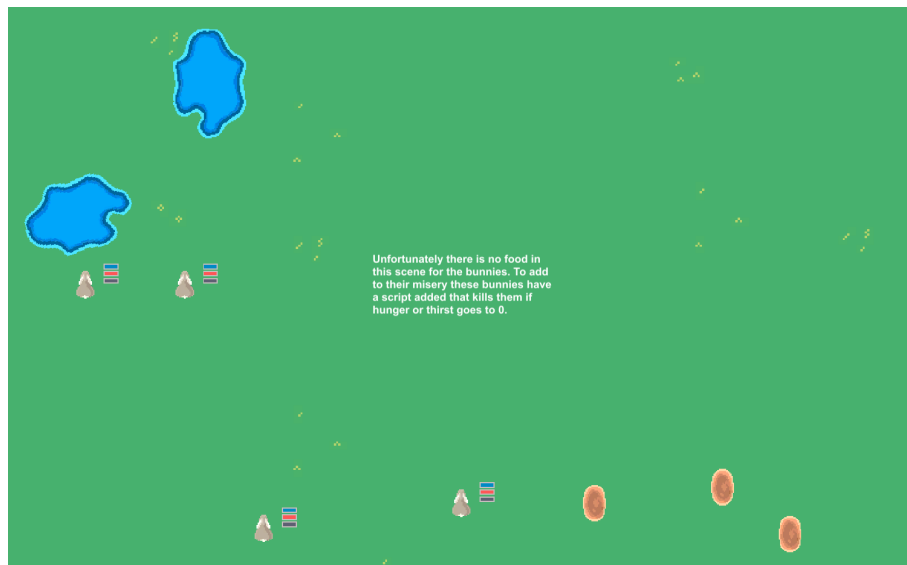 Unfortunately there is no food in
this scene for the bunnies. To add
to their misery these bunnies have
a script added that kills them if
hunger or thirst goes to 0.